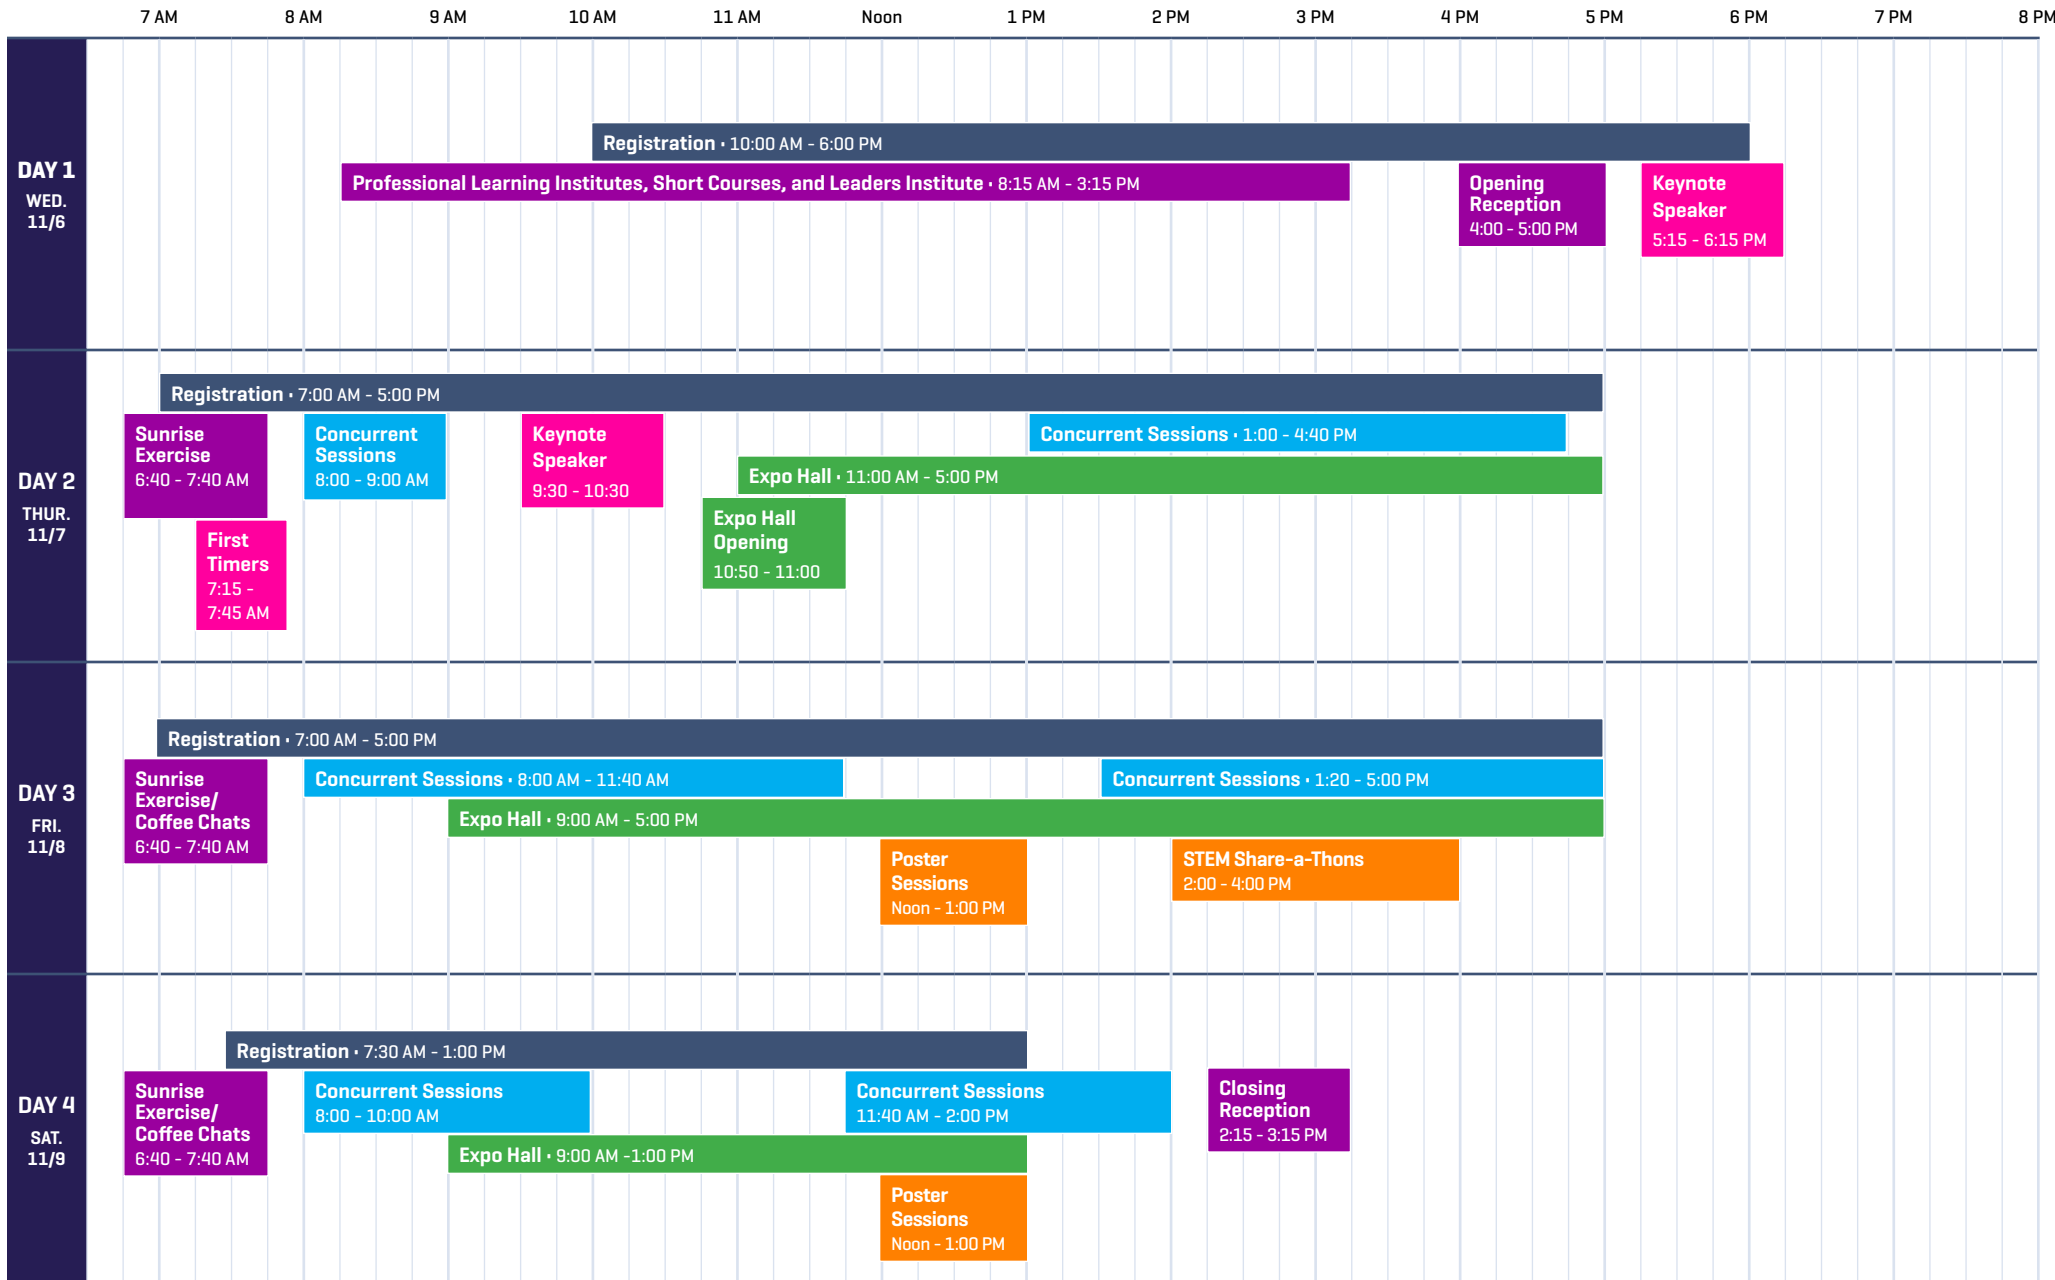 7 AM 8 AM 9 AM 10 AM 11 AM Noon 1 PM 2 PM 3 PM 4 PM 5 PM 6 PM 7 PM 8 PM
DAY 1
WED.
11/6
Registration • 10:00 AM - 6:00 PM
Professional Learning Institutes, Short Courses, and Leaders Institute • 8:15 AM - 3:15 PM
Opening
Reception
4:00 - 5:00 PM
Keynote
Speaker
5:15 - 6:15 PM
DAY 2
THUR.
11/7
Registration • 7:00 AM - 5:00 PM
Sunrise
Exercise
6:40 - 7:40 AM
Concurrent
Sessions
8:00 - 9:00 AM
Keynote
Speaker
9:30 - 10:30
Concurrent Sessions • 1:00 - 4:40 PM
Expo Hall • 11:00 AM - 5:00 PM
Expo Hall
Opening
10:50 - 11:00
First
Timers
7:15 -
7:45 AM
DAY 3
FRI.
11/8
Registration • 7:00 AM - 5:00 PM
Sunrise
Exercise/
Coffee Chats
6:40 - 7:40 AM
Concurrent Sessions • 8:00 AM - 11:40 AM
Concurrent Sessions • 1:20 - 5:00 PM
Expo Hall • 9:00 AM - 5:00 PM
Poster
Sessions
Noon - 1:00 PM
STEM Share-a-Thons
2:00 - 4:00 PM
DAY 4
SAT.
11/9
Registration • 7:30 AM - 1:00 PM
Sunrise
Exercise/
Coffee Chats
6:40 - 7:40 AM
Concurrent Sessions
8:00 - 10:00 AM
Concurrent Sessions
11:40 AM - 2:00 PM
Closing
Reception
2:15 - 3:15 PM
Expo Hall • 9:00 AM -1:00 PM
Poster
Sessions
Noon - 1:00 PM